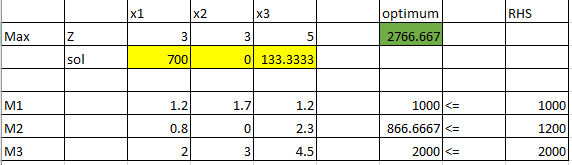 x1 x2 x3 optimum RHS
Max Z 3 3 5 2766.667
sol 700 0 133.3333
M1 1.2 1.7 1.2 1000 <= 1000
M2 0.8 0 2.3 866.6667 <= 1200
M3 2 3 4.5 2000 <= 2000